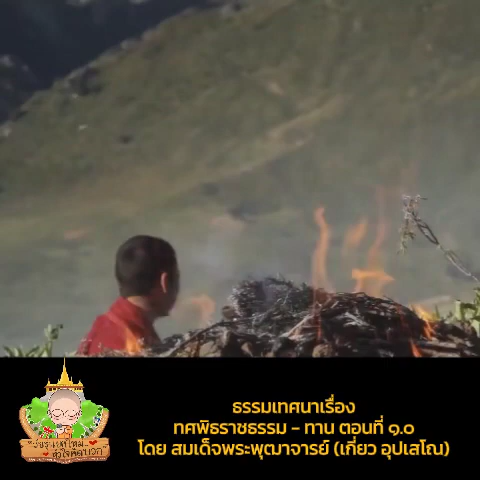 ธรรมเทศนาเรื่อง
ทศพิธราชธรรม - ทาน ตอนที่ ๑.๐
โดย สมเด็จพระพุฒาจารย์ (เกี่ยว อุปเสโณ)